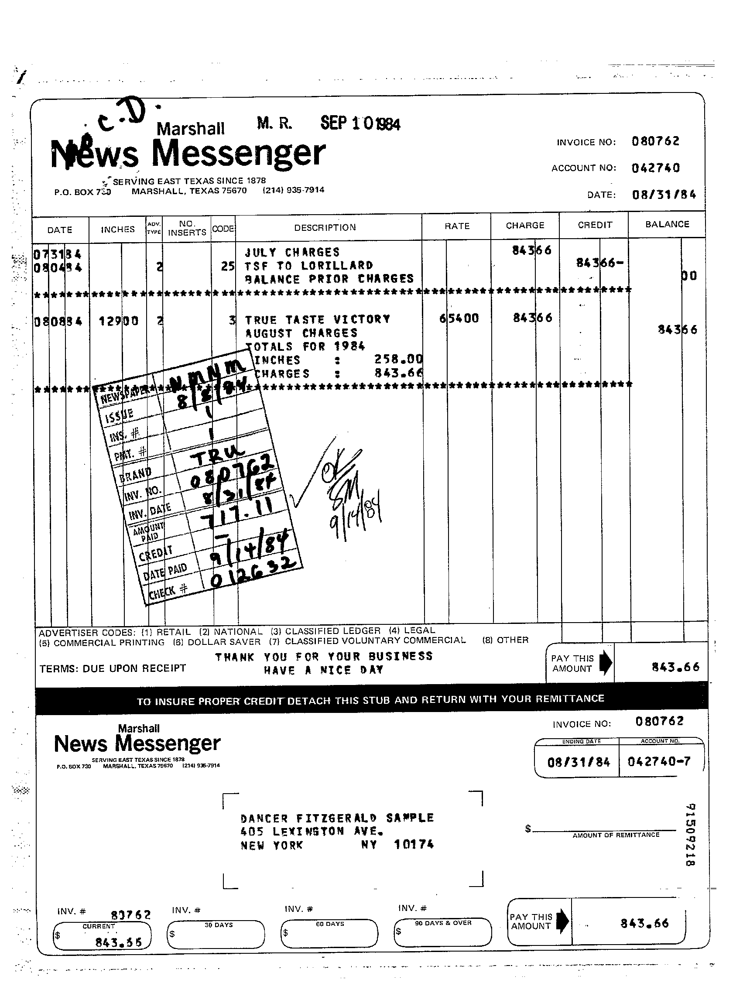 C.D.
M. R. SEP 10 1984
Marshall
News Messenger
SERVING EAST TEXAS SINCE 1878
P.O. BOX 730 MARSHALL, TEXAS 75670 (214) 935-7914
INVOICE NO: 080762
ACCOUNT NO: 042740
DATE: 08/31/84
DATE INCHES ADV. TYPE NO. INSERTS CODE DESCRIPTION RATE CHARGE CREDIT BALANCE
073184 JULY CHARGES 84366
080484 2 25 TSF TO LORILLARD 84366-
BALANCE PRIOR CHARGES 00
080884 12900 2 3 TRUE TASTE VICTORY 65400 84366
AUGUST CHARGES 84366
TOTALS FOR 1984
INCHES : 258.00
CHARGES : 843.66
NEWSPAPER N.M N.M
ISSUE 8/8/84
INS. # 1
PMT. # 1
BRAND TRU
INV. NO. 080762
INV. DATE 8/31/84
AMOUNT PAID 717.11
CREDIT —
DATE PAID 9/14/84
CHECK # 012632
OK
SM
9/14/84
ADVERTISER CODES: (1) RETAIL (2) NATIONAL (3) CLASSIFIED LEDGER (4) LEGAL
(5) COMMERCIAL PRINTING (6) DOLLAR SAVER (7) CLASSIFIED VOLUNTARY COMMERCIAL (8) OTHER
THANK YOU FOR YOUR BUSINESS
TERMS: DUE UPON RECEIPT HAVE A NICE DAY
PAY THIS AMOUNT 843.66
TO INSURE PROPER CREDIT DETACH THIS STUB AND RETURN WITH YOUR REMITTANCE
Marshall
News Messenger
SERVING EAST TEXAS SINCE 1878
P.O. BOX 730 MARSHALL, TEXAS 75670 (214) 935-7914
INVOICE NO: 080762
ENDING DATE ACCOUNT NO.
08/31/84 042740-7
DANCER FITZGERALD SAMPLE
405 LEXINGTON AVE.
NEW YORK NY 10174
$ AMOUNT OF REMITTANCE
91509218
INV. # 80762 INV. # INV. # INV. #
CURRENT 30 DAYS 60 DAYS 90 DAYS & OVER
$ 843.66 $ $ $
PAY THIS AMOUNT 843.66